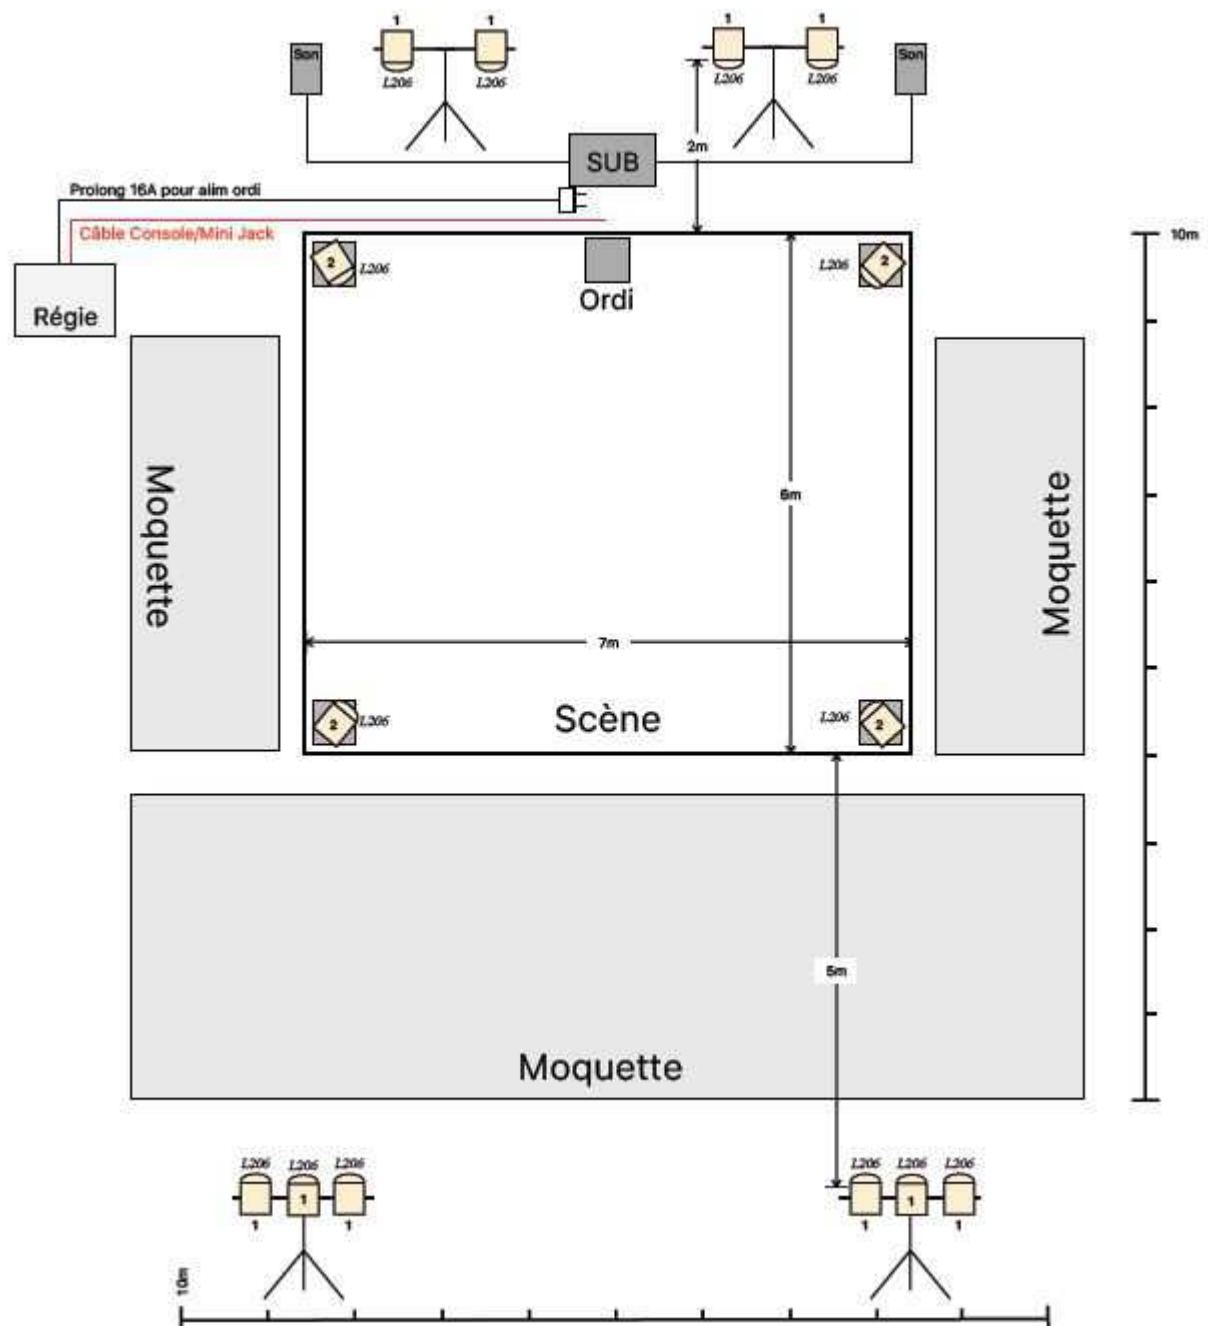 1 1 1 1
Son Son
L206 L206 L206 L206
2m
SUB
Prolong 16A pour alim ordi
Câble Console/Mini Jack
10m
2 L206 L206 2
Ordi
Régie
Moquette
Moquette
6m
7m
2 L206 L206 2
Scène
5m
Moquette
L206 L206 L206 L206 L206 L206
1 1
1 1 1 1
10m